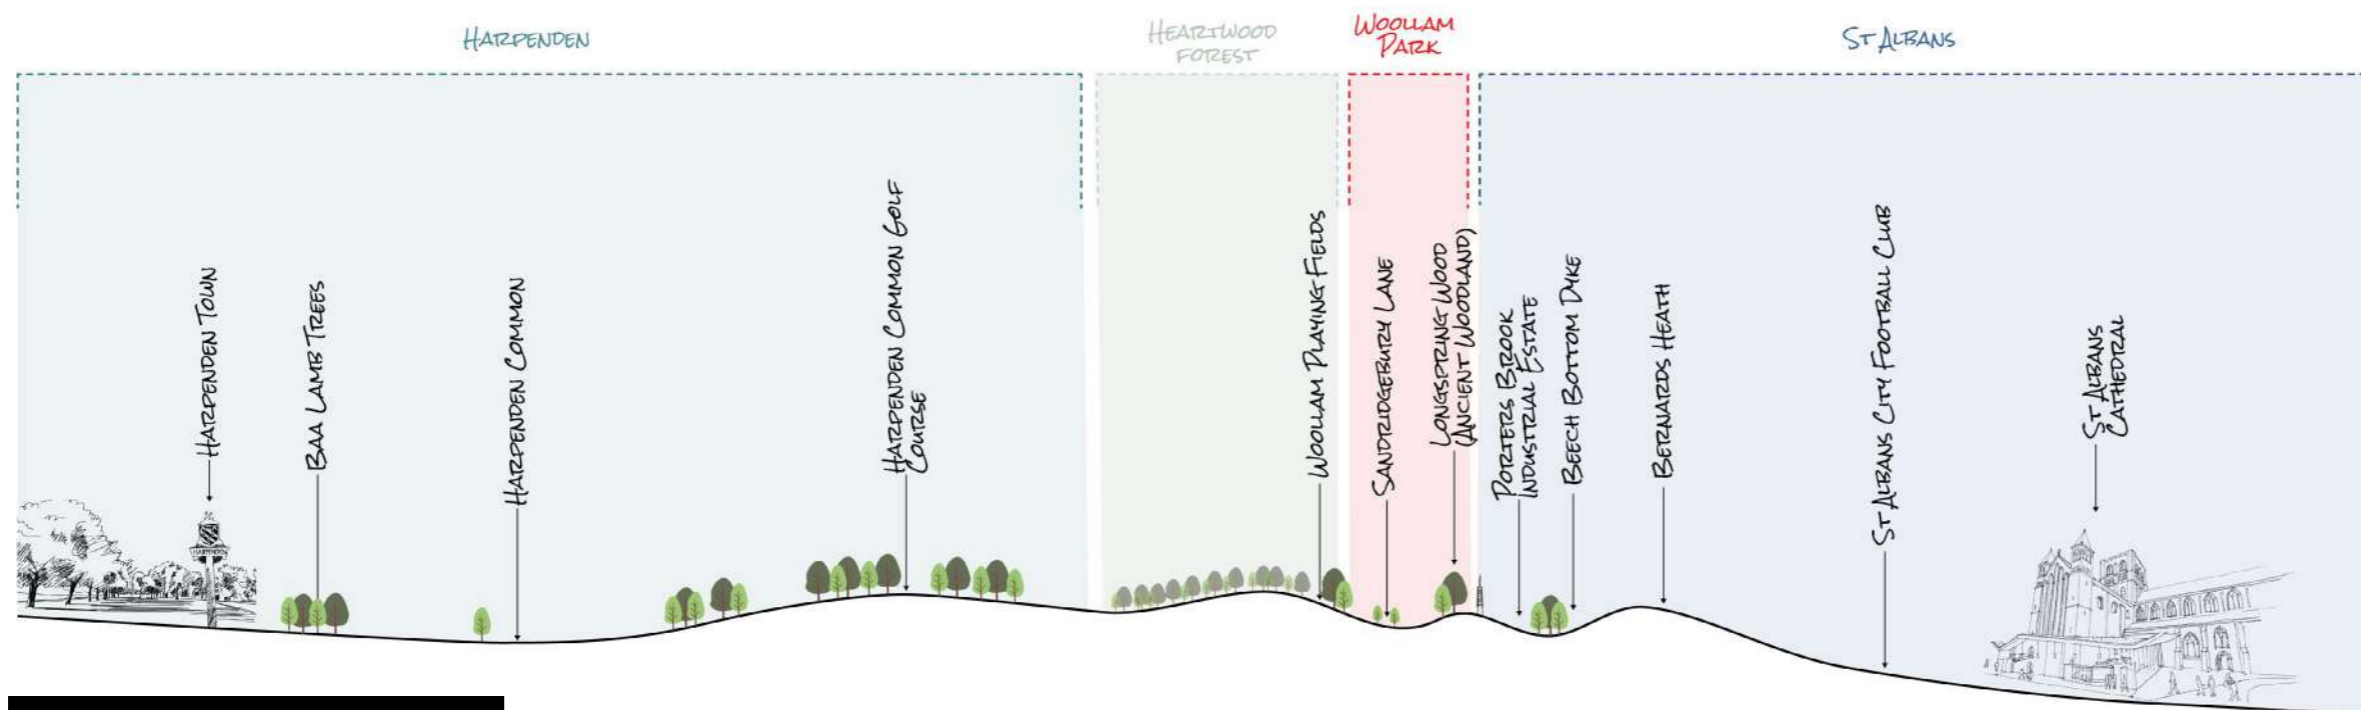 HARPENDEN
HEARTWOOD
FOREST
WOOLLAM
PARK
ST ALBANS
HARPENDEN TOWN
BAA LAMB TREES
HARPENDEN COMMON
HARPENDEN COMMON GOLF
COURSE
WOOLLAM PLAYING FIELDS
SANDRIDGEBURY LANE
LONGSPRING WOOD
(ANCIENT WOODLAND)
PORTERS BROOK
INDUSTRIAL ESTATE
BEECH BOTTOM DYKE
BERNARDS HEATH
ST ALBANS CITY FOOTBALL CLUB
ST ALBANS
CATHEDRAL
HARPENDEN